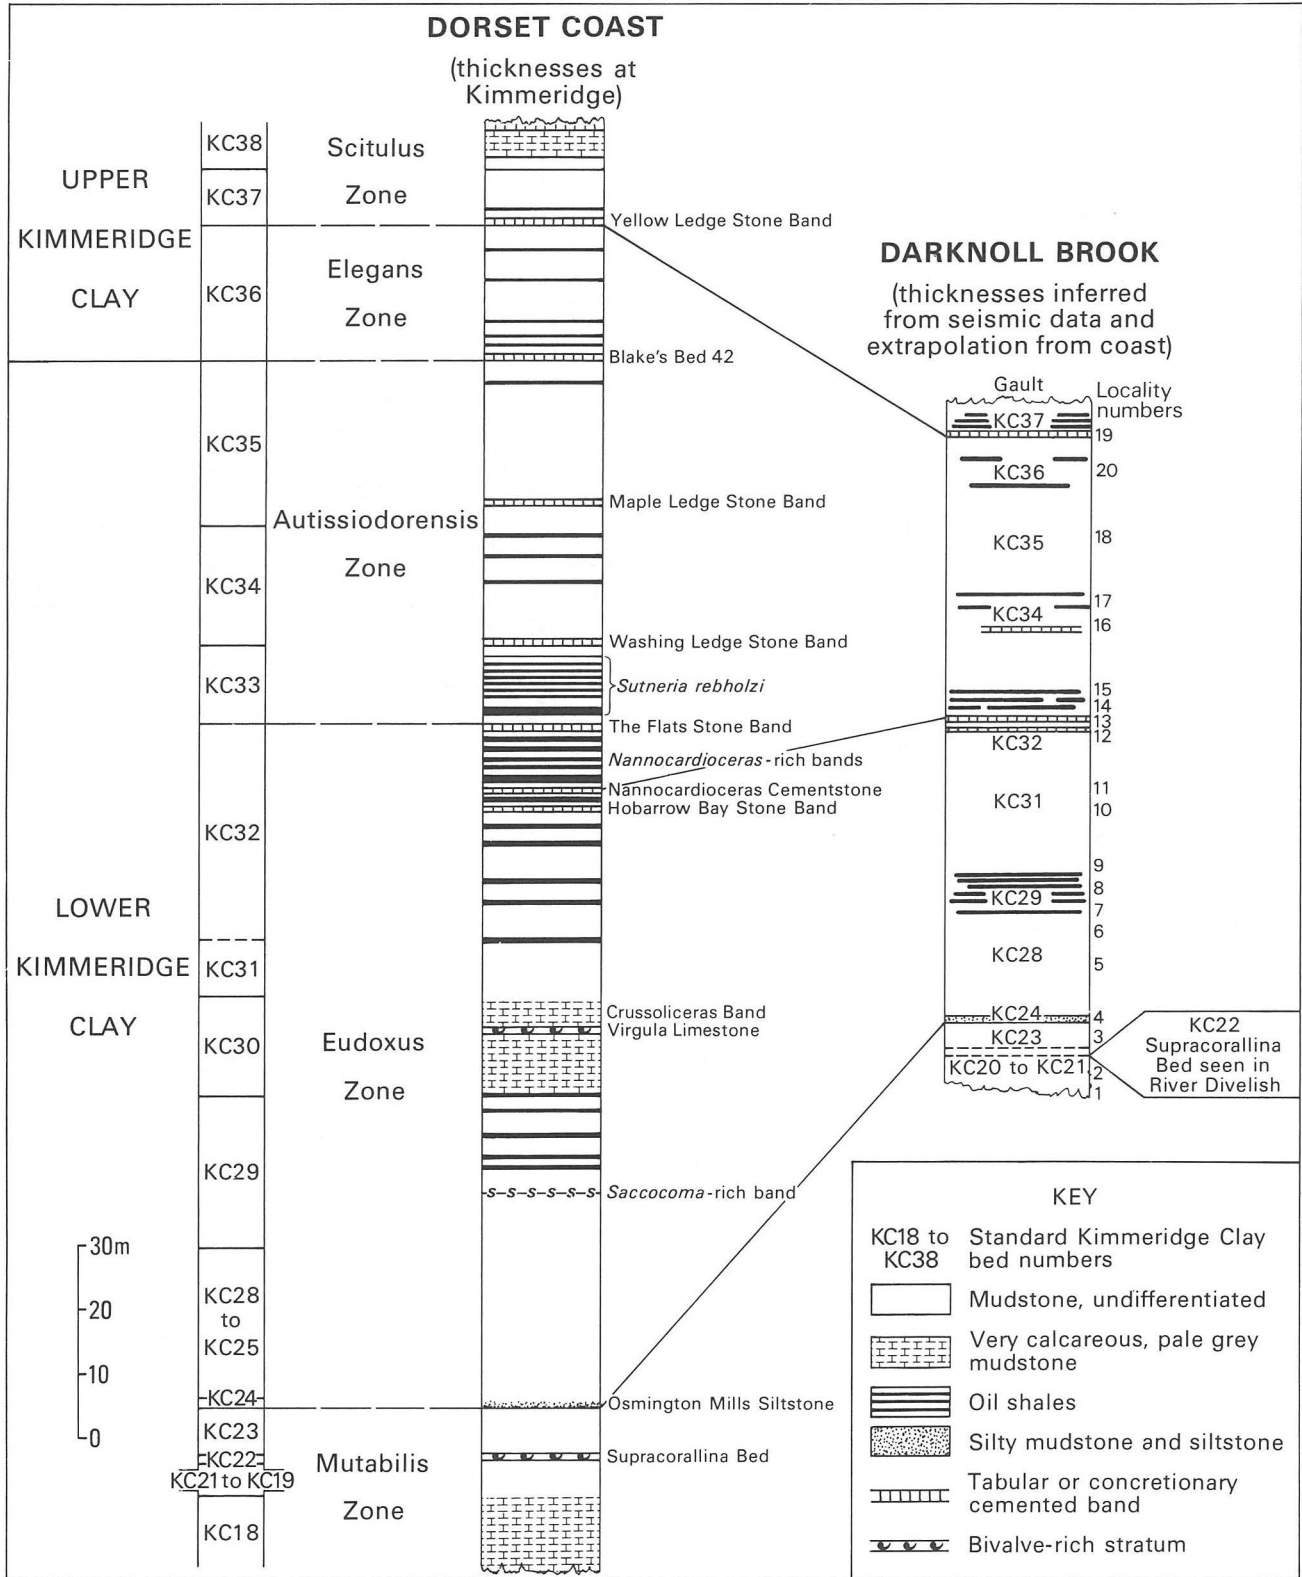 DORSET COAST
(thicknesses at
Kimmeridge)
UPPER
KIMMERIDGE
CLAY
LOWER
KIMMERIDGE
CLAY
KC38
KC37
KC36
KC35
KC34
KC33
KC32
KC31
KC30
KC29
KC28
to
KC25
KC24
KC23
KC22
KC21 to KC19
KC18
30m
20
10
0
Scitulus
Zone
Elegans
Zone
Autissiodorensis
Zone
Eudoxus
Zone
Mutabilis
Zone
Yellow Ledge Stone Band
Blake's Bed 42
Maple Ledge Stone Band
Washing Ledge Stone Band
Sutneria rebholzi
The Flats Stone Band
Nannocardioceras-rich bands
Nannocardioceras Cementstone
Hobarrow Bay Stone Band
Crussoliceras Band
Virgula Limestone
s-s-s-s-s-s
Saccocoma-rich band
Osmington Mills Siltstone
Supracorallina Bed
DARKNOLL BROOK
(thicknesses inferred
from seismic data and
extrapolation from coast)
Gault
Locality
numbers
KC37
KC36
KC35
KC34
KC32
KC31
KC29
KC28
KC24
KC23
KC20 to KC21
19
20
18
17
16
15
14
13
12
11
10
9
8
7
6
5
4
3
2
1
KC22
Supracorallina
Bed seen in
River Divelish
KEY
KC18 to
KC38
Standard Kimmeridge Clay
bed numbers
Mudstone, undifferentiated
Very calcareous, pale grey
mudstone
Oil shales
Silty mudstone and siltstone
Tabular or concretionary
cemented band
Bivalve-rich stratum